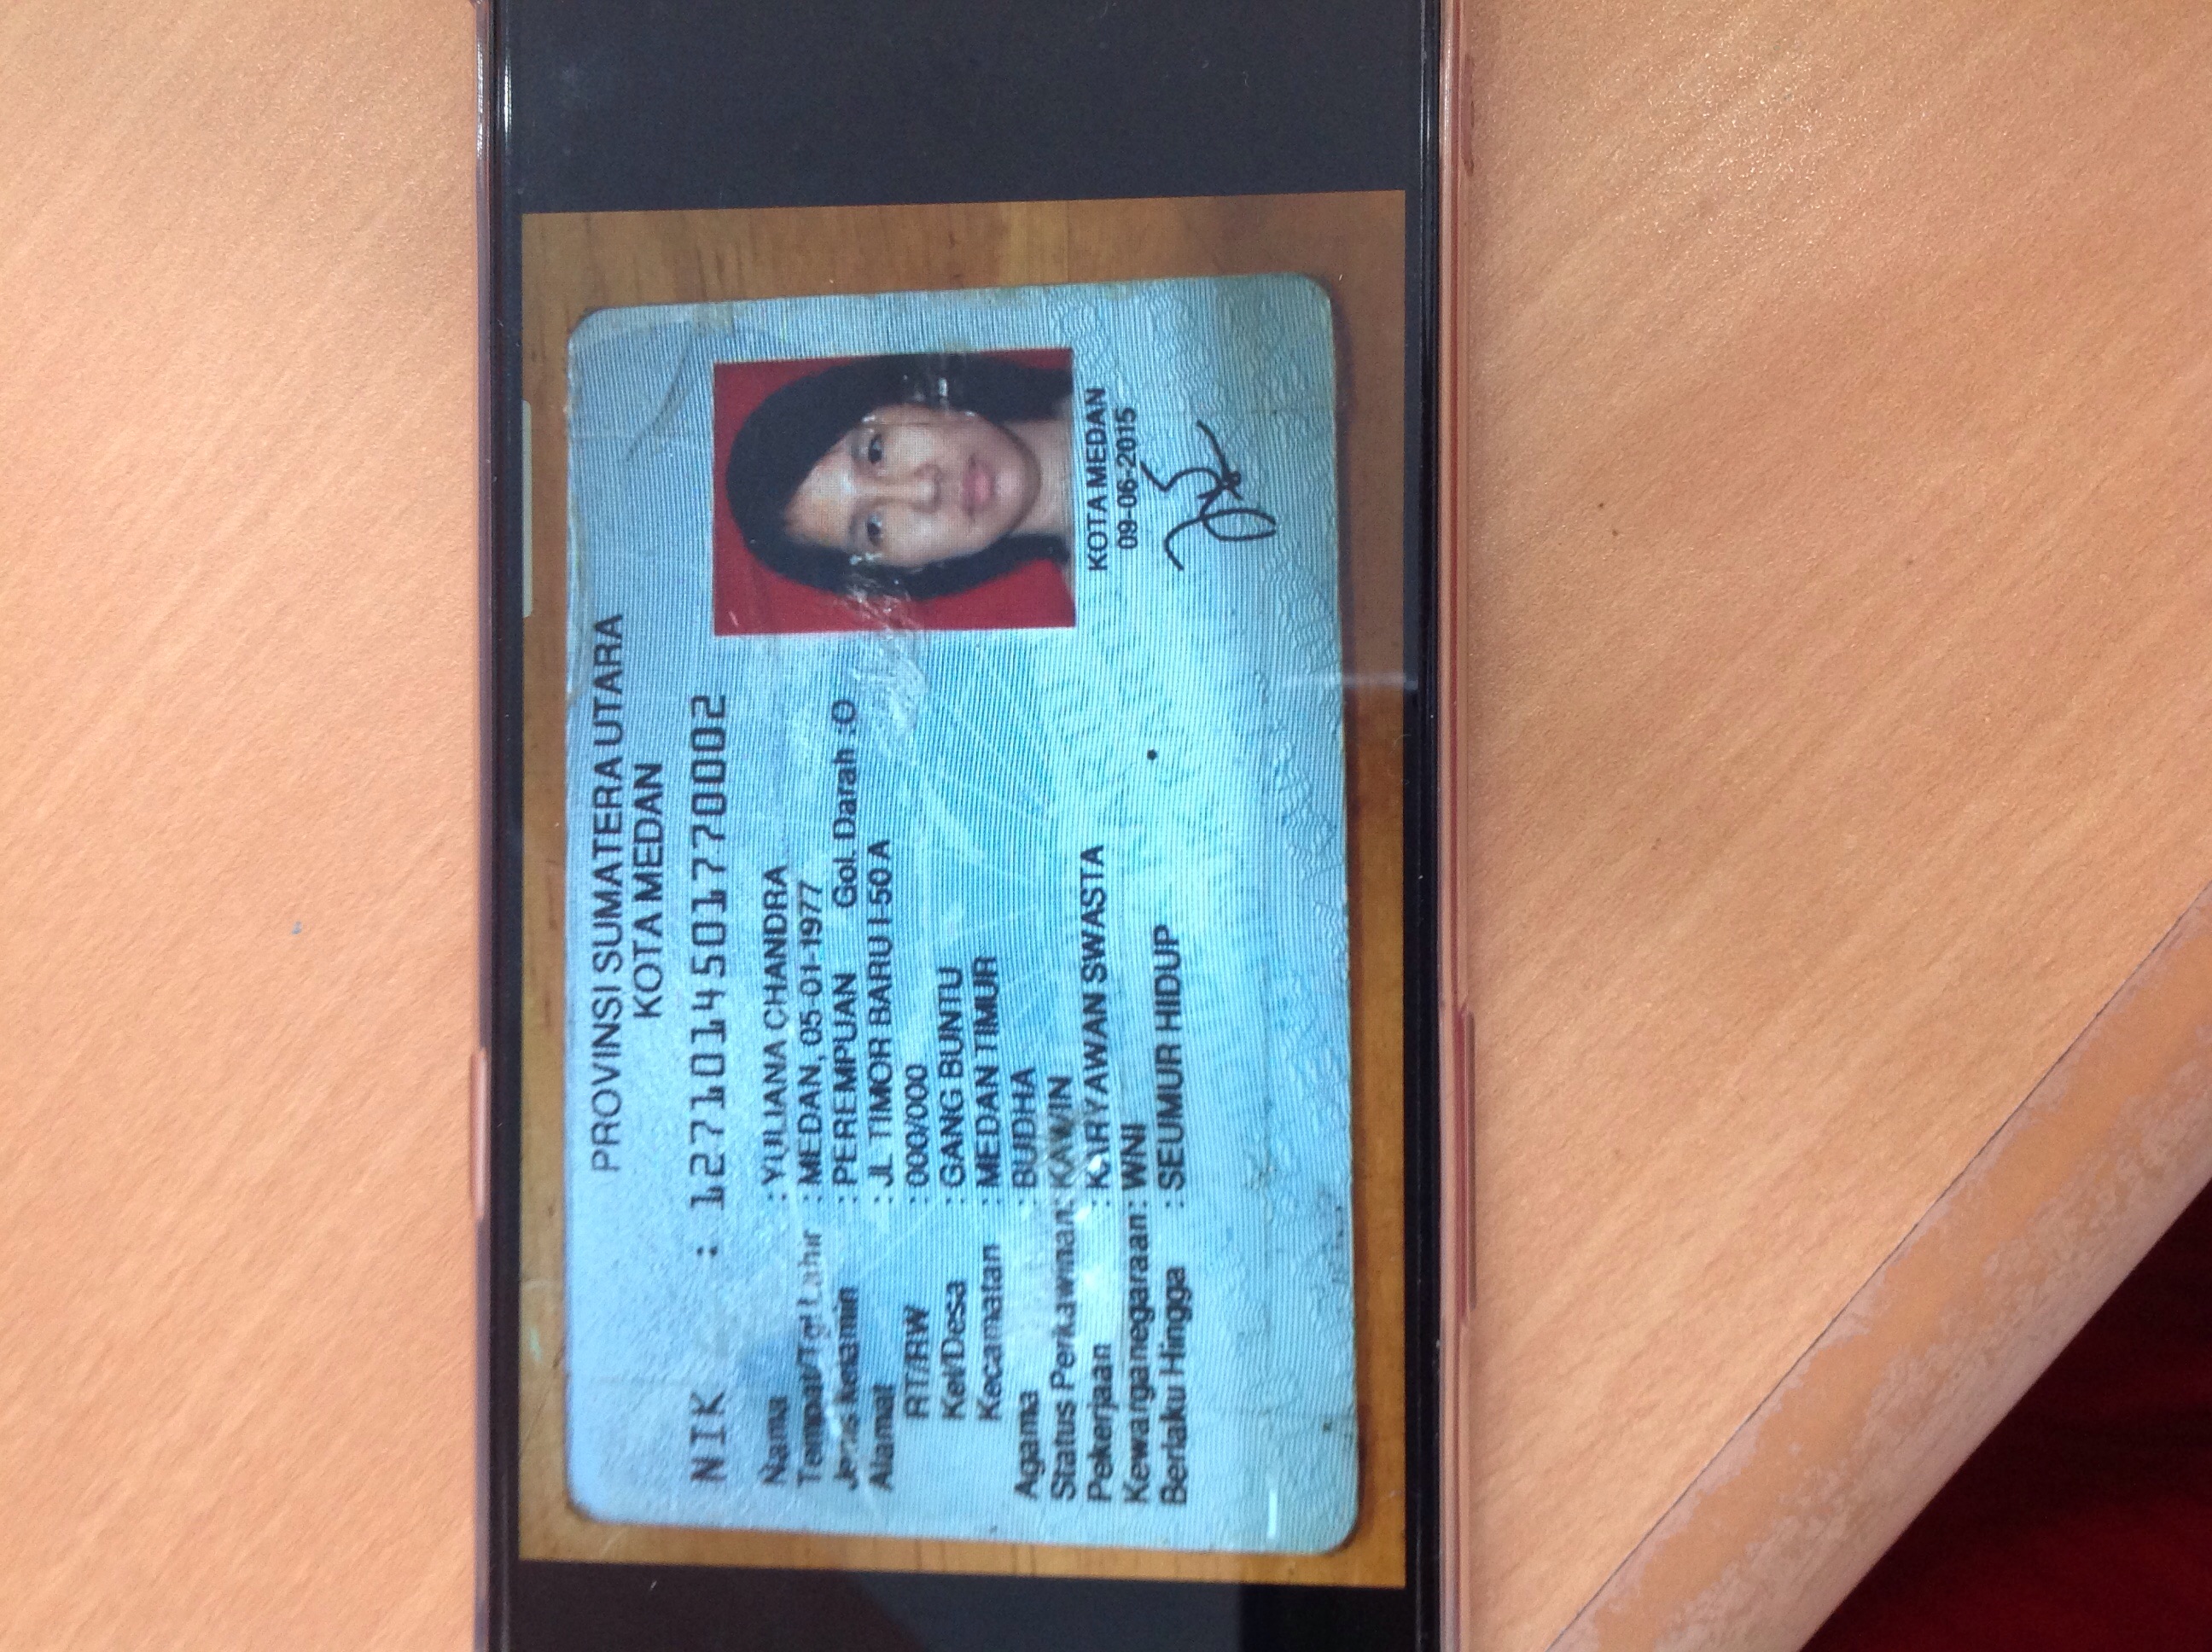 PROVINSI SUMATERA UTARA
KOTA MEDAN
NIK : 1271014501770002
Nama : YULIANA CHANDRA
Tempat/Tgl Lahir : MEDAN, 05-01-1977
Jenis kelamin : PEREMPUAN Gol. Darah :O
Alamat : JL TIMOR BARU I 50 A
RT/RW : 000/000
Kel/Desa : GANG BUNTU
Kecamatan : MEDAN TIMUR
Agama : BUDHA
Status Perkawinan: KAWIN
Pekerjaan : KARYAWAN SWASTA
Kewarganegaraan: WNI
Berlaku Hingga : SEUMUR HIDUP
KOTA MEDAN
09-06-2015